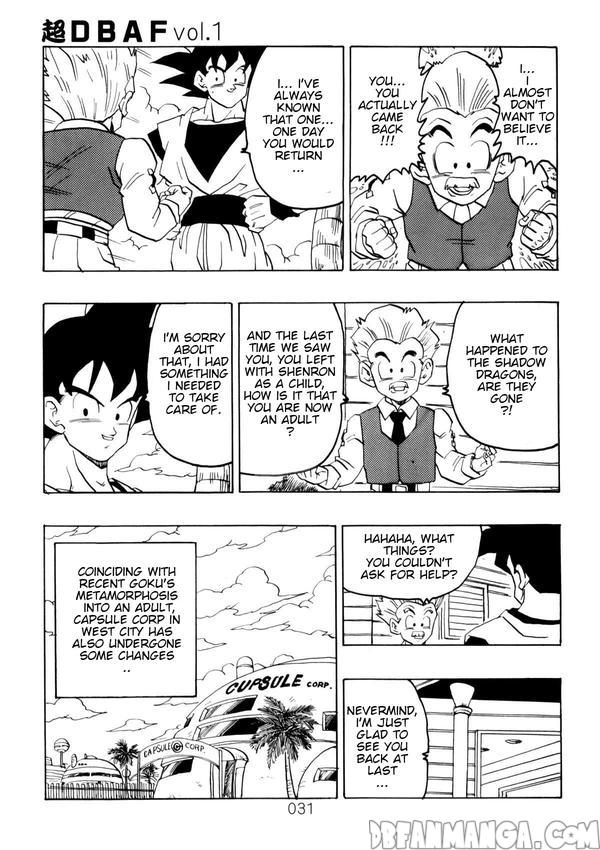 超DBAF vol.1
I...
I
ALMOST
DON'T
WANT TO
BELIEVE
IT...
YOU...
YOU
ACTUALLY
CAME
BACK
!!!
I... I'VE
ALWAYS
KNOWN
THAT ONE...
ONE DAY
YOU WOULD
RETURN
...
WHAT
HAPPENED TO
THE SHADOW
DRAGONS,
ARE THEY
GONE
?!
AND THE LAST
TIME WE SAW
YOU, YOU LEFT
WITH SHENRON
AS A CHILD,
HOW IS IT THAT
YOU ARE NOW
AN ADULT
?
I'M SORRY
ABOUT
THAT, I HAD
SOMETHING
I NEEDED
TO TAKE
CARE OF.
HAHAHA, WHAT
THINGS?
YOU COULDN'T
ASK FOR HELP?
NEVERMIND,
I'M JUST
GLAD TO
SEE YOU
BACK AT
LAST
...
COINCIDING WITH
RECENT GOKU'S
METAMORPHOSIS
INTO AN ADULT,
CAPSULE CORP IN
WEST CITY HAS
ALSO UNDERGONE
SOME CHANGES
..
CUPSULE CORP.
CAPSULE C CORP.
031
DBFANMANGA.COM